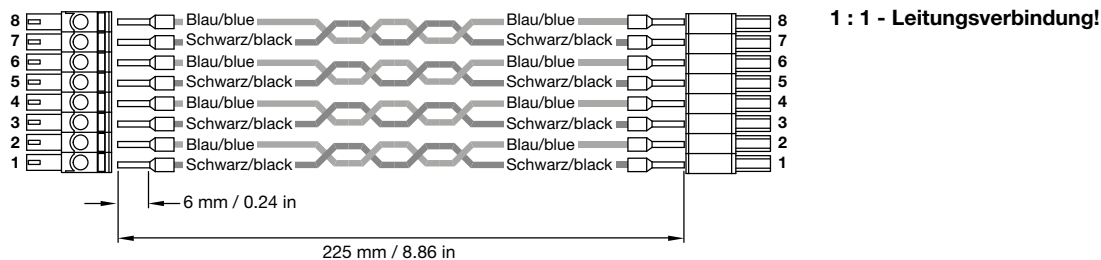 8 Blau/blue Blau/blue 8 1 : 1 - Leitungsverbindung!
7 Schwarz/black Schwarz/black 7
6 Blau/blue Blau/blue 6
5 Schwarz/black Schwarz/black 5
4 Blau/blue Blau/blue 4
3 Schwarz/black Schwarz/black 3
2 Blau/blue Blau/blue 2
1 Schwarz/black Schwarz/black 1
6 mm / 0.24 in
225 mm / 8.86 in